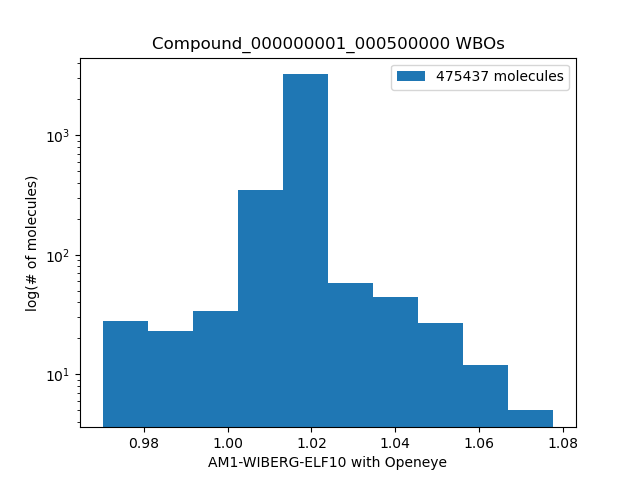 Compound_000000001_000500000 WBOs
475437 molecules
log(# of molecules)
10³
10²
10¹
0.98 1.00 1.02 1.04 1.06 1.08
AM1-WIBERG-ELF10 with Openeye